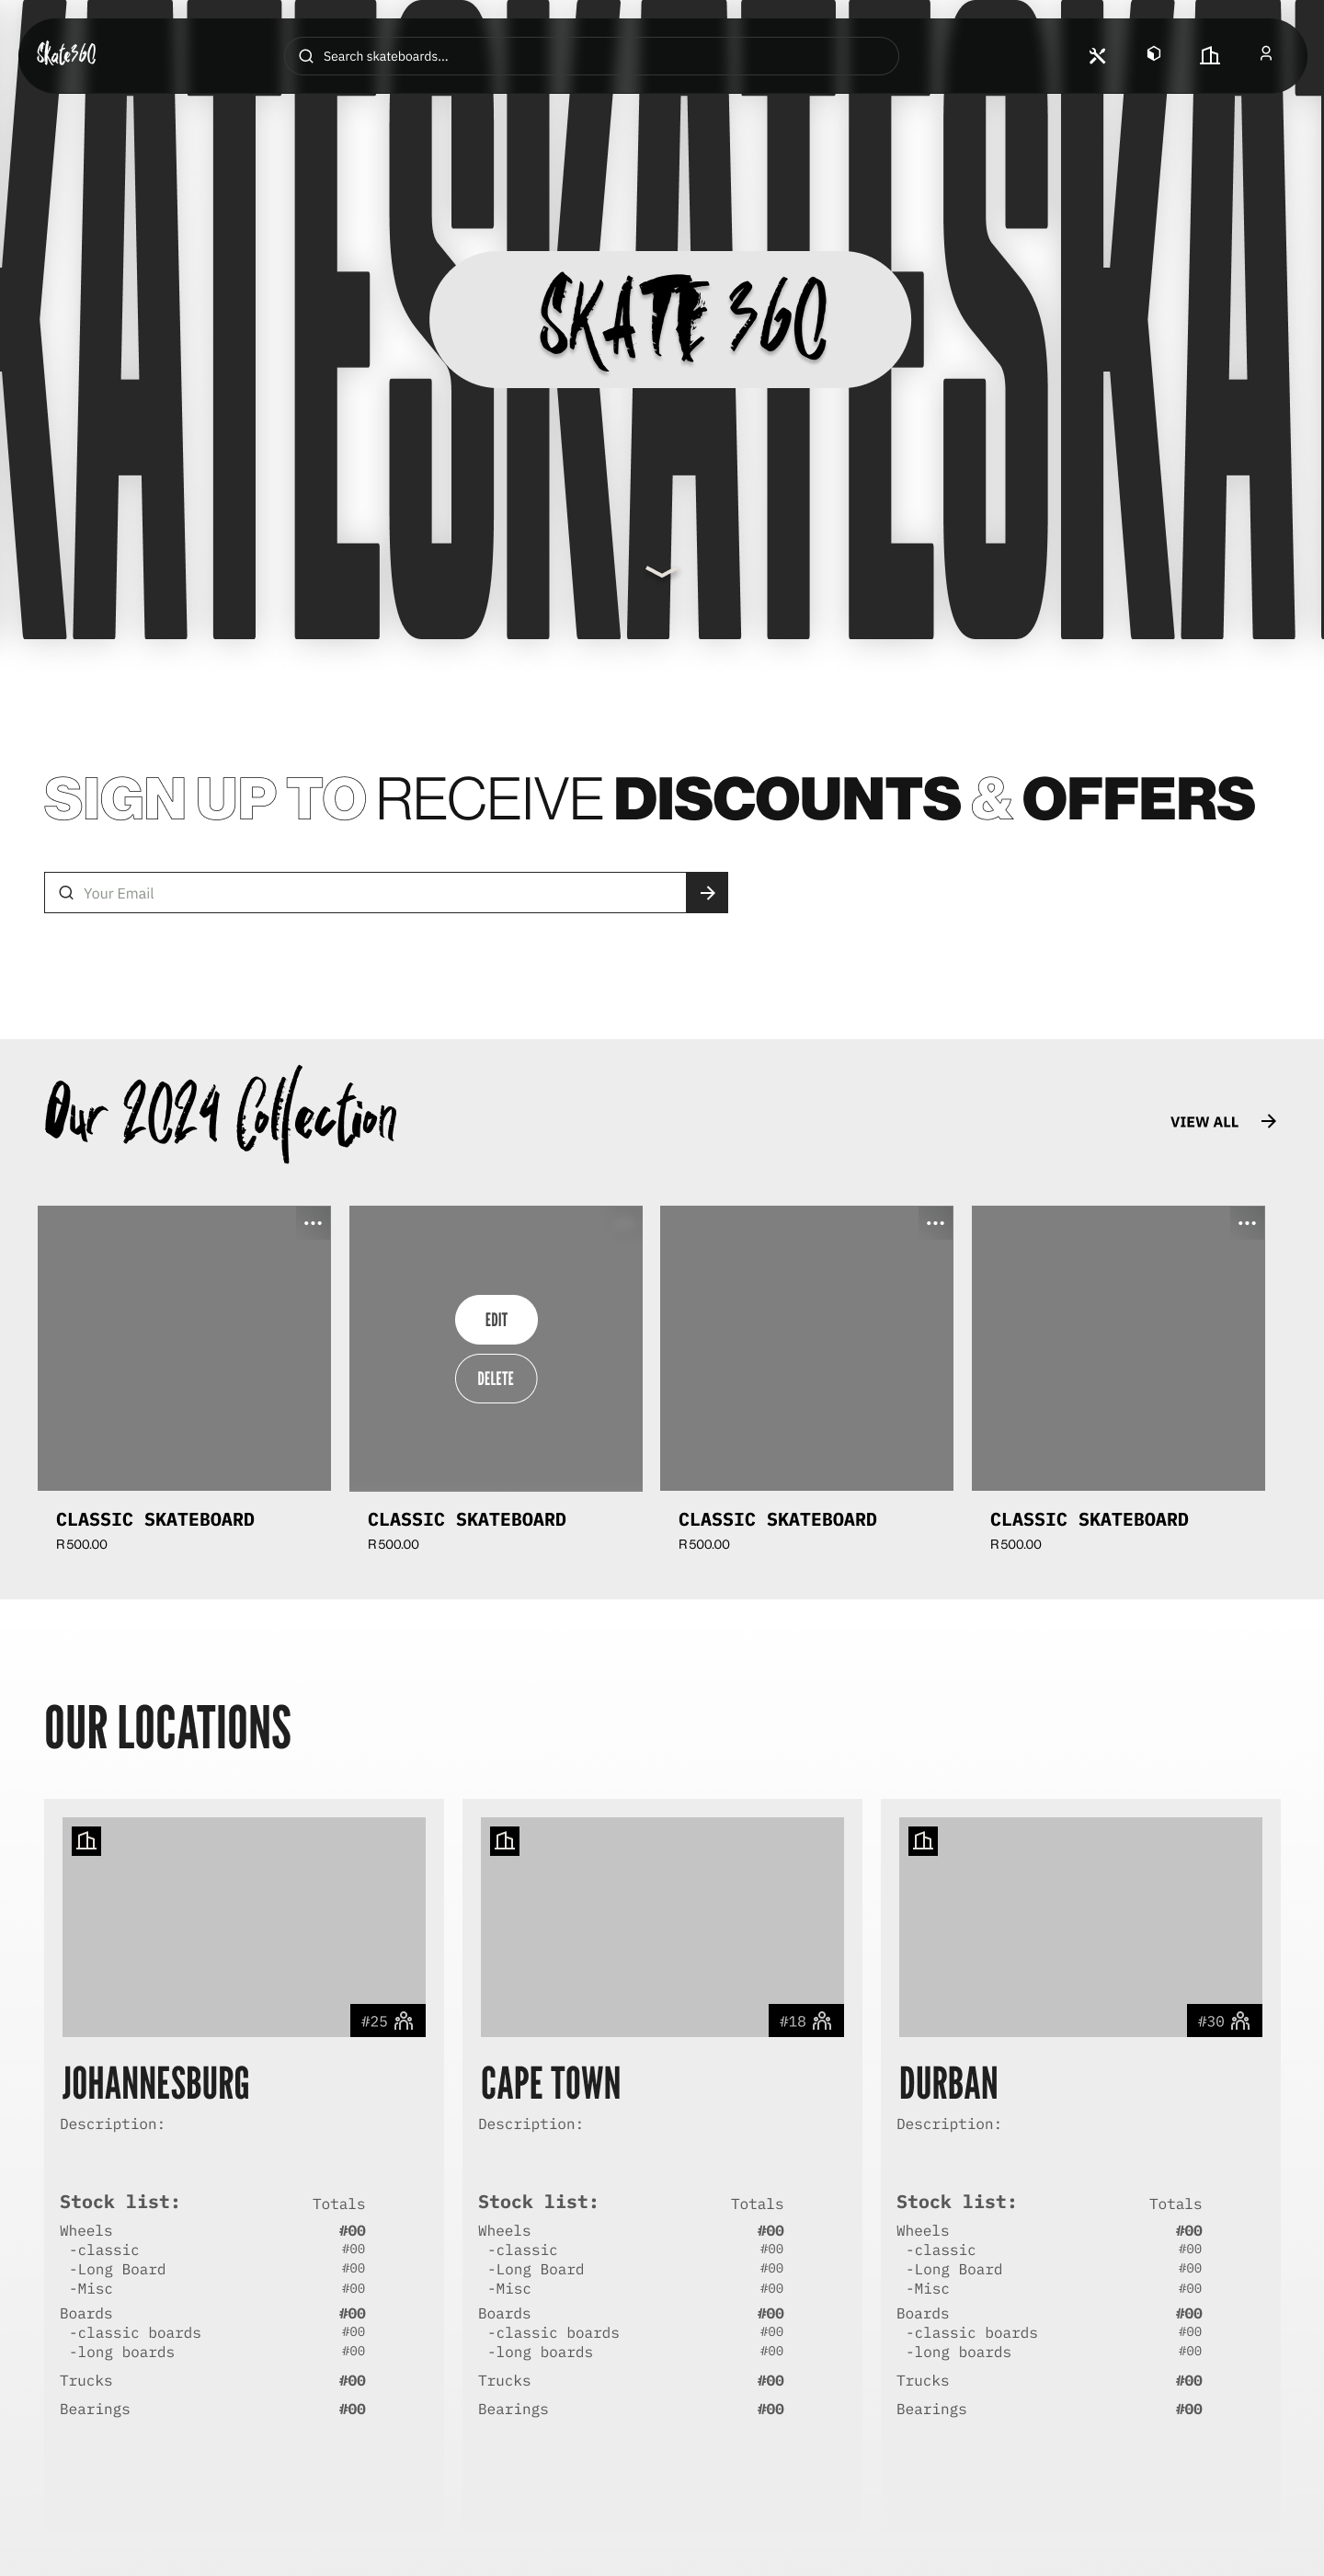 Skate360
Search skateboards...
KATESKATESKAT
SKATE 360
SIGN UP TO RECEIVE DISCOUNTS & OFFERS
Your Email
Our 2024 Collection
VIEW ALL
EDIT
DELETE
CLASSIC SKATEBOARD
R500.00
CLASSIC SKATEBOARD
R500.00
CLASSIC SKATEBOARD
R500.00
CLASSIC SKATEBOARD
R500.00
OUR LOCATIONS
#25
JOHANNESBURG
Description:
Stock list: Totals
Wheels #00
-classic #00
-Long Board #00
-Misc #00
Boards #00
-classic boards #00
-long boards #00
Trucks #00
Bearings #00
#18
CAPE TOWN
Description:
Stock list: Totals
Wheels #00
-classic #00
-Long Board #00
-Misc #00
Boards #00
-classic boards #00
-long boards #00
Trucks #00
Bearings #00
#30
DURBAN
Description:
Stock list: Totals
Wheels #00
-classic #00
-Long Board #00
-Misc #00
Boards #00
-classic boards #00
-long boards #00
Trucks #00
Bearings #00